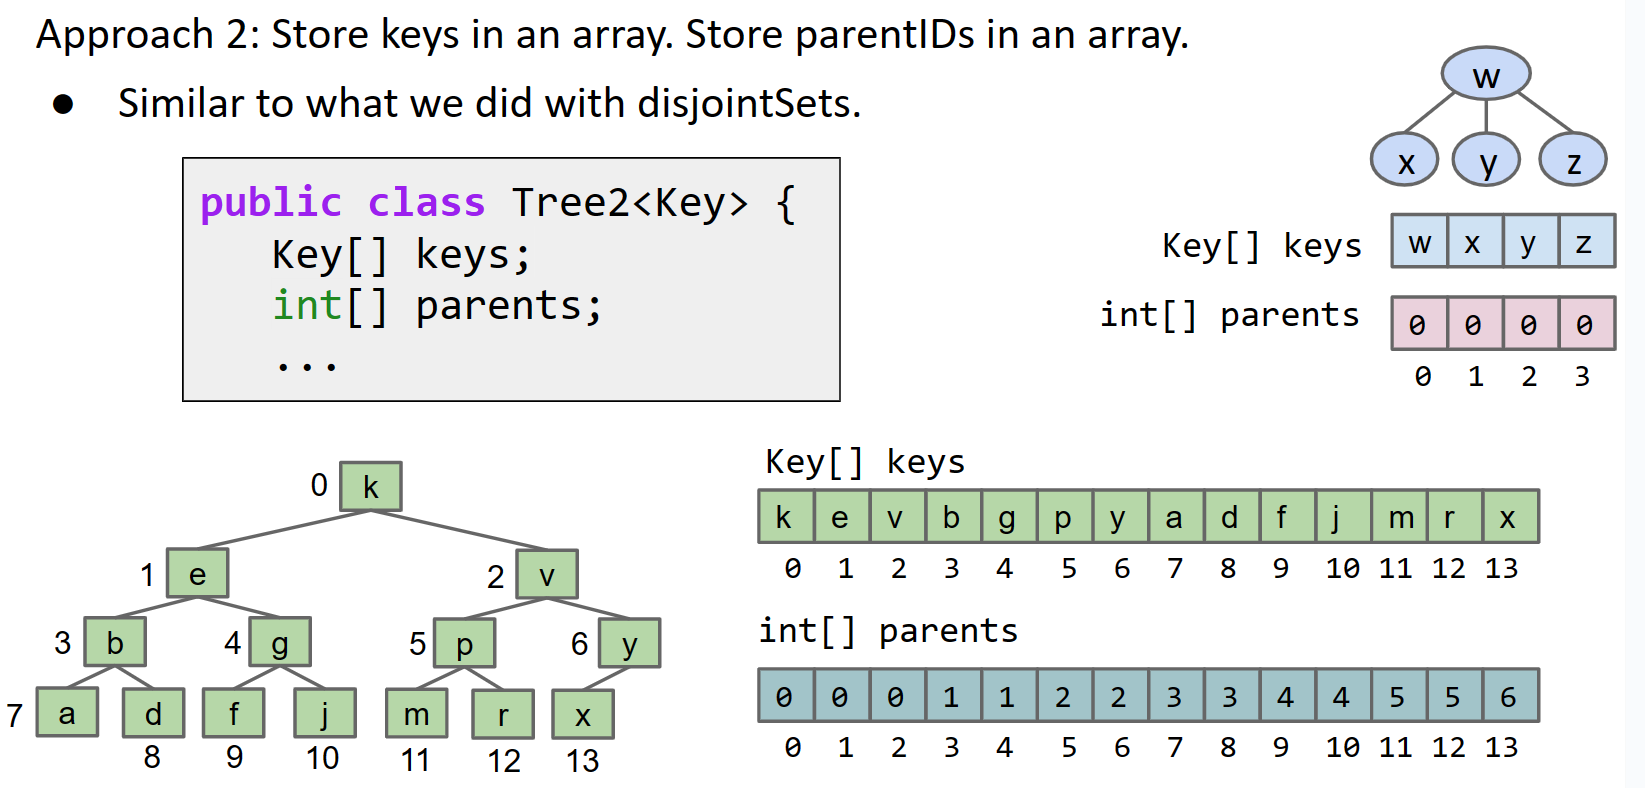 Approach 2: Store keys in an array. Store parentIDs in an array.
● Similar to what we did with disjointSets.
public class Tree2<Key> {
Key[] keys;
int[] parents;
...
w
x y z
Key[] keys w x y z
int[] parents 0 0 0 0
0 1 2 3
0 k
1 e 2 v
3 b 4 g 5 p 6 y
7 a d f j m r x
8 9 10 11 12 13
Key[] keys
k e v b g p y a d f j m r x
0 1 2 3 4 5 6 7 8 9 10 11 12 13
int[] parents
0 0 0 1 1 2 2 3 3 4 4 5 5 6
0 1 2 3 4 5 6 7 8 9 10 11 12 13